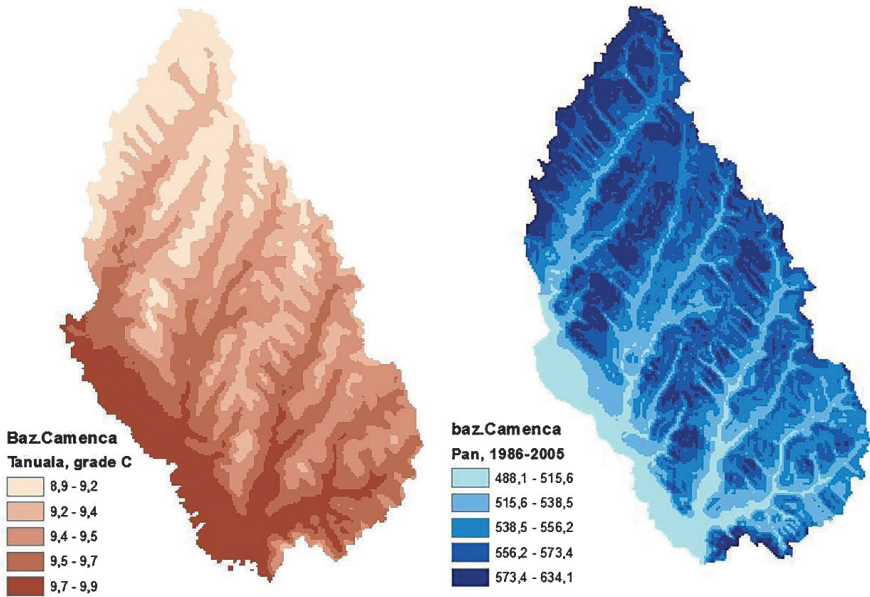 Baz.Camenca
Tanuala, grade C
8,9 - 9,2
9,2 - 9,4
9,4 - 9,5
9,5 - 9,7
9,7 - 9,9
baz.Camenca
Pan, 1986-2005
488,1 - 515,6
515,6 - 538,5
538,5 - 556,2
556,2 - 573,4
573,4 - 634,1